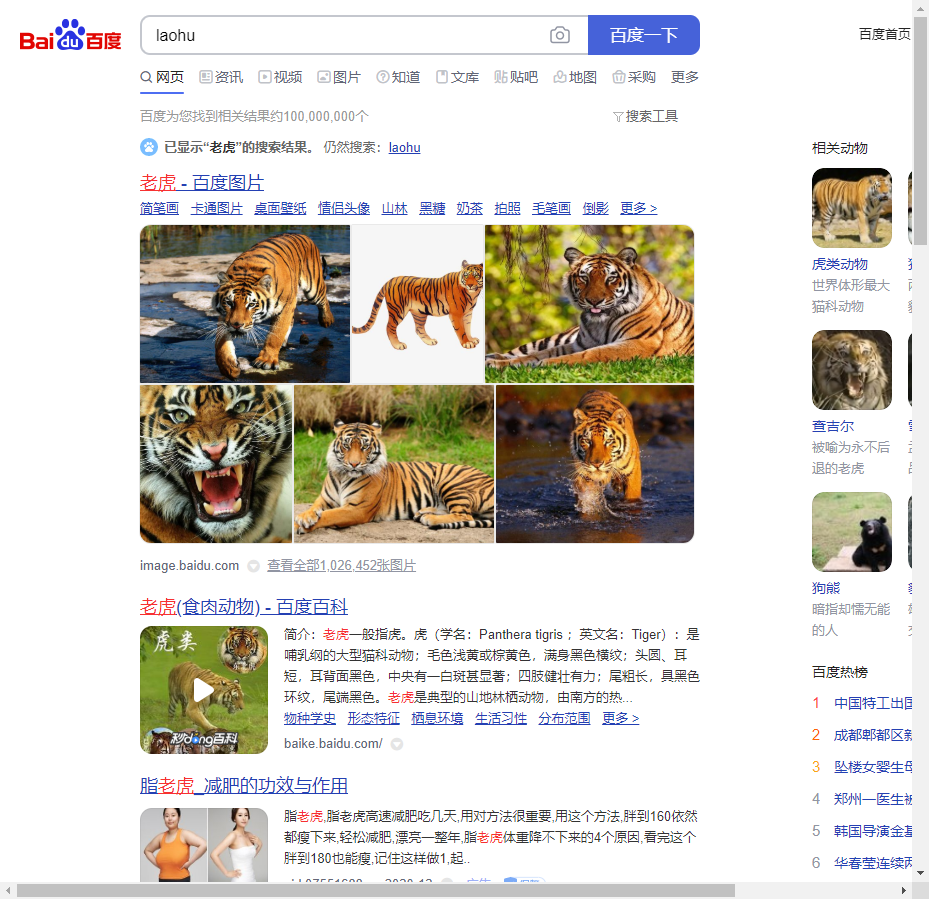 Bai du 百度
laohu
百度一下
百度首页
网页 资讯 视频 图片 知道 文库 贴吧 地图 采购 更多
百度为您找到相关结果约100,000,000个
搜索工具
已显示“老虎”的搜索结果。 仍然搜索：laohu
老虎 - 百度图片
简笔画 卡通图片 桌面壁纸 情侣头像 山林 黑糖 奶茶 拍照 毛笔画 倒影 更多 >
image.baidu.com 查看全部1,026,452张图片
老虎(食肉动物) - 百度百科
虎类
秒dong百科
简介：老虎一般指虎。虎（学名：Panthera tigris ；英文名：Tiger）：是
哺乳纲的大型猫科动物；毛色浅黄或棕黄色，满身黑色横纹；头圆、耳
短，耳背面黑色，中央有一白斑甚显著；四肢健壮有力；尾粗长，具黑色
环纹，尾端黑色。老虎是典型的山地林栖动物，由南方的热...
物种学史 形态特征 栖息环境 生活习性 分布范围 更多 >
baike.baidu.com/
脂老虎_减肥的功效与作用
脂老虎,脂老虎高速减肥吃几天,用对方法很重要,用这个方法,胖到160依然
都瘦下来,轻松减肥,漂亮一整年,脂老虎体重降不下来的4个原因,看完这个
胖到180也能瘦,记住这样做1,起..
相关动物
虎类动物
世界体形最大
猫科动物
查吉尔
被喻为永不后
退的老虎
狗熊
暗指却懦无能
的人
百度热榜
1 中国特工出国
2 成都郫都区新
3 坠楼女婴生母
4 郑州一医生被
5 韩国导演金基
6 华春莹连续两